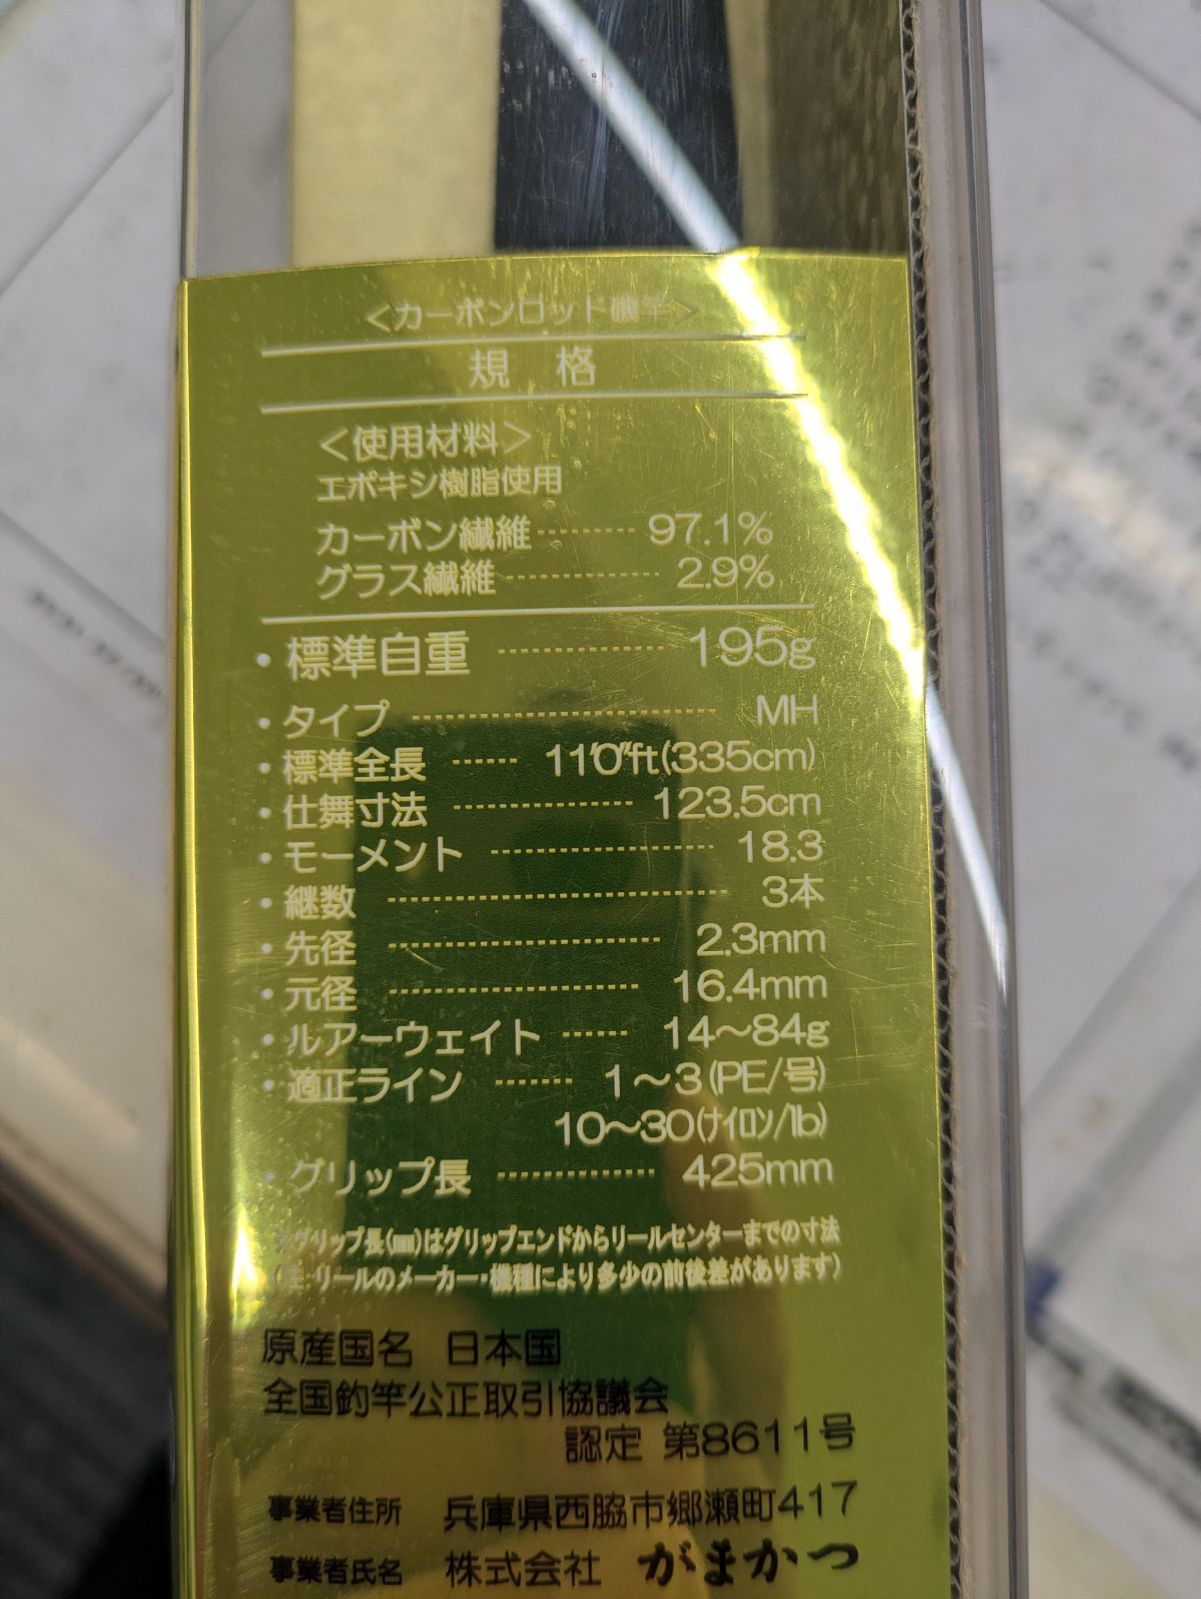 ＜カーボンロッド磯竿＞
規　格
＜使用材料＞
エポキシ樹脂使用
カーボン繊維……… 97.1%
グラス繊維………… 2.9%
・標準自重 ………… 195g
・タイプ ………………… MH
・標準全長 …… 11'0"ft(335cm)
・仕舞寸法 ………… 123.5cm
・モーメント ………… 18.3
・継数 ………………… 3本
・先径 ……………… 2.3mm
・元径 ……………… 16.4mm
・ルアーウェイト …… 14〜84g
・適正ライン …… 1〜3(PE/号)
10〜30(ﾅｲﾛﾝ/lb)
・グリップ長 ………… 425mm
※グリップ長(㎜)はグリップエンドからリールセンターまでの寸法
(注:リールのメーカー・機種により多少の前後差があります)
原産国名　日本国
全国釣竿公正取引協議会
認定 第8611号
事業者住所　兵庫県西脇市郷瀬町417
事業者氏名　株式会社 がまかつ